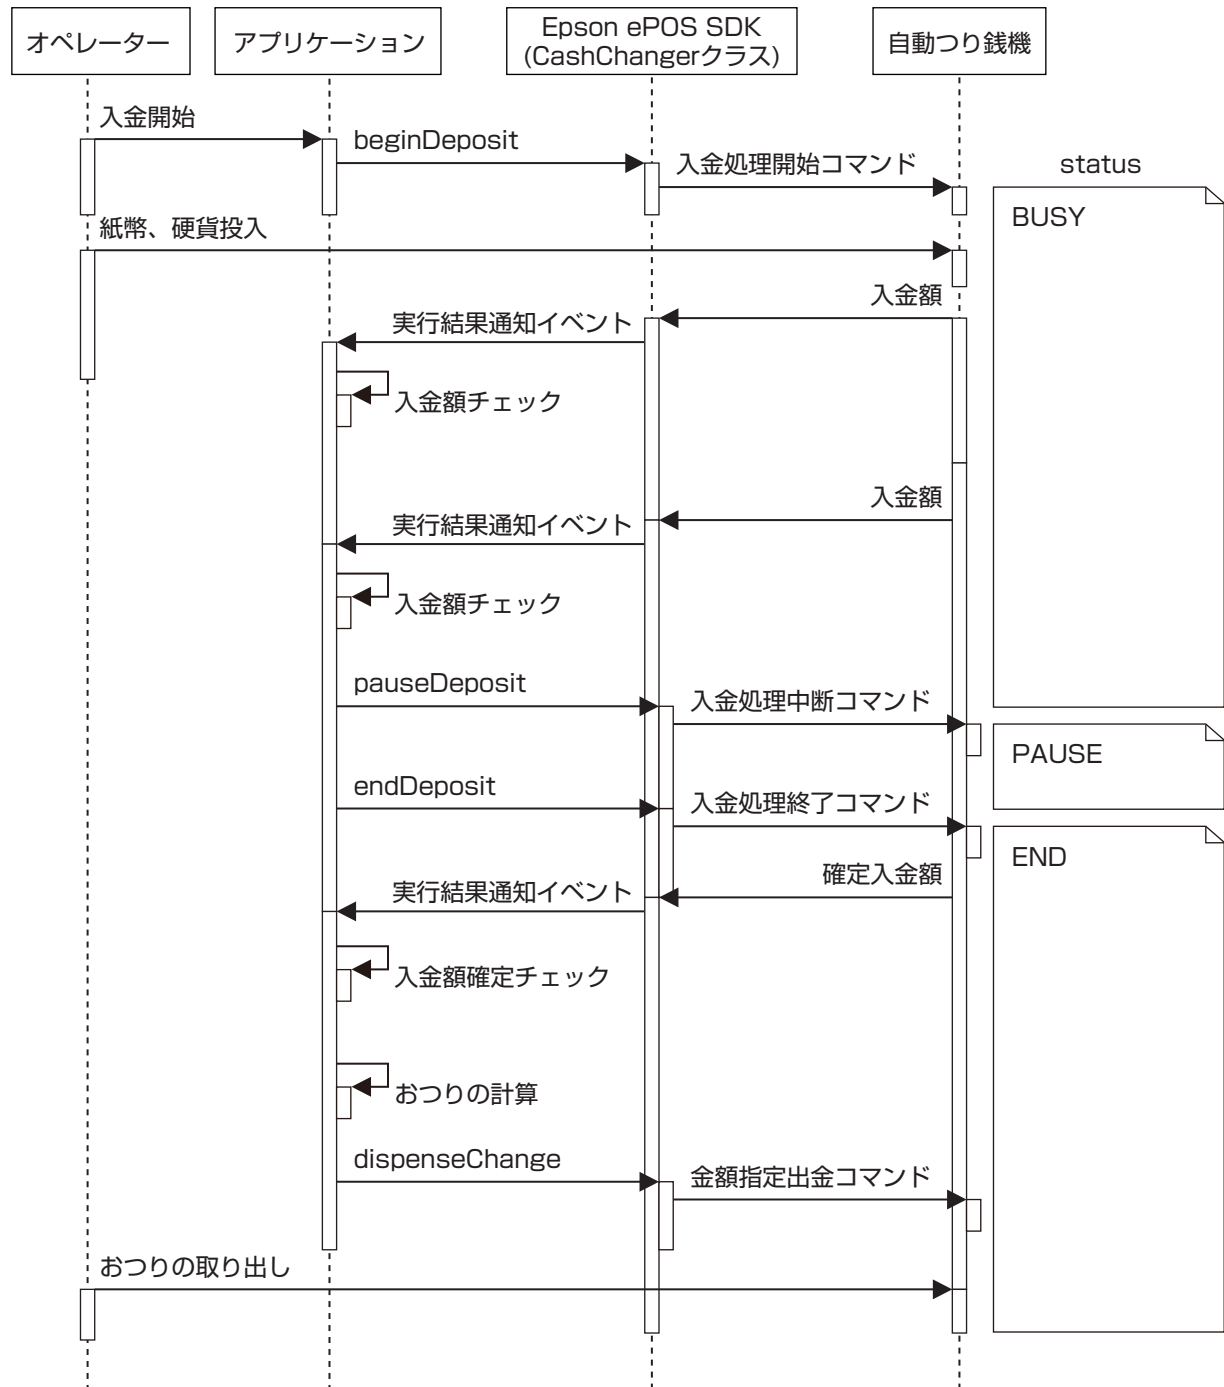 オペレーター
アプリケーション
Epson ePOS SDK
(CashChangerクラス)
自動つり銭機
入金開始
beginDeposit
入金処理開始コマンド
status
BUSY
紙幣、硬貨投入
入金額
実行結果通知イベント
入金額チェック
入金額
実行結果通知イベント
入金額チェック
pauseDeposit
入金処理中断コマンド
PAUSE
endDeposit
入金処理終了コマンド
END
確定入金額
実行結果通知イベント
入金額確定チェック
おつりの計算
dispenseChange
金額指定出金コマンド
おつりの取り出し